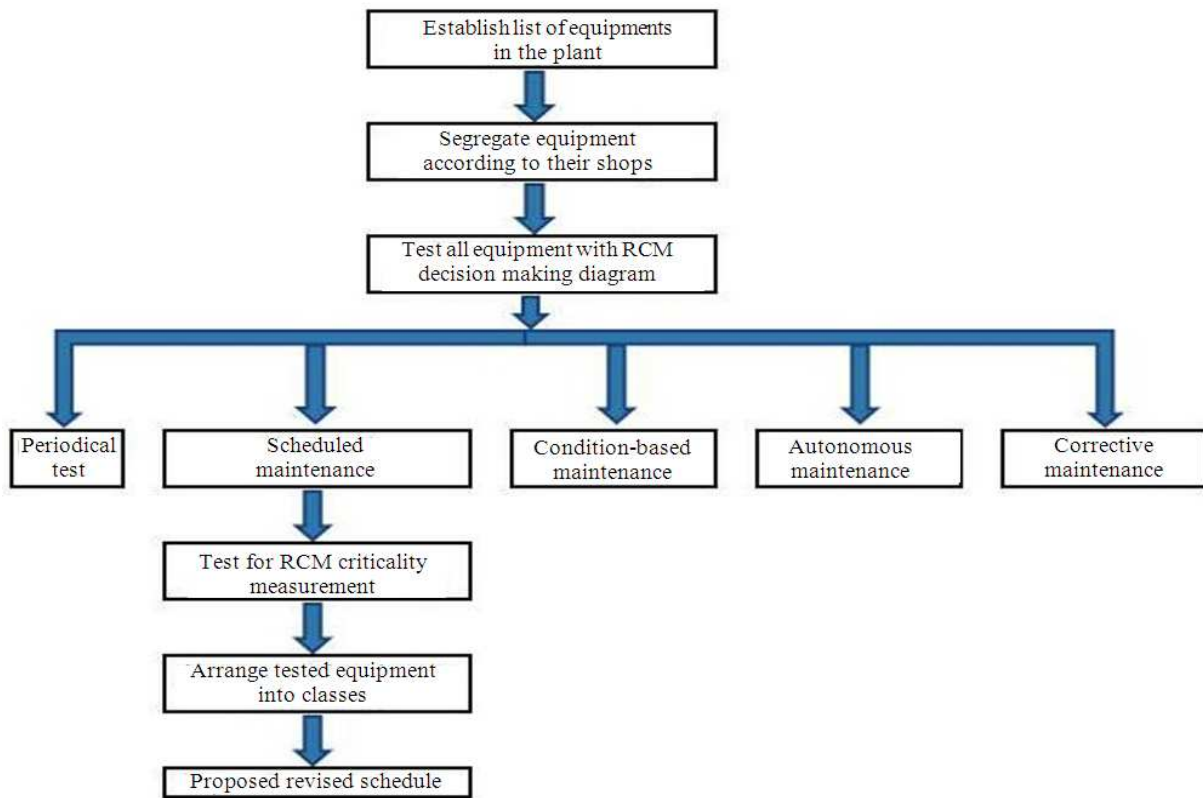 Establish list of equipments
in the plant
Segregate equipment
according to their shops
Test all equipment with RCM
decision making diagram
Periodical
test
Scheduled
maintenance
Condition-based
maintenance
Autonomous
maintenance
Corrective
maintenance
Test for RCM criticality
measurement
Arrange tested equipment
into classes
Proposed revised schedule